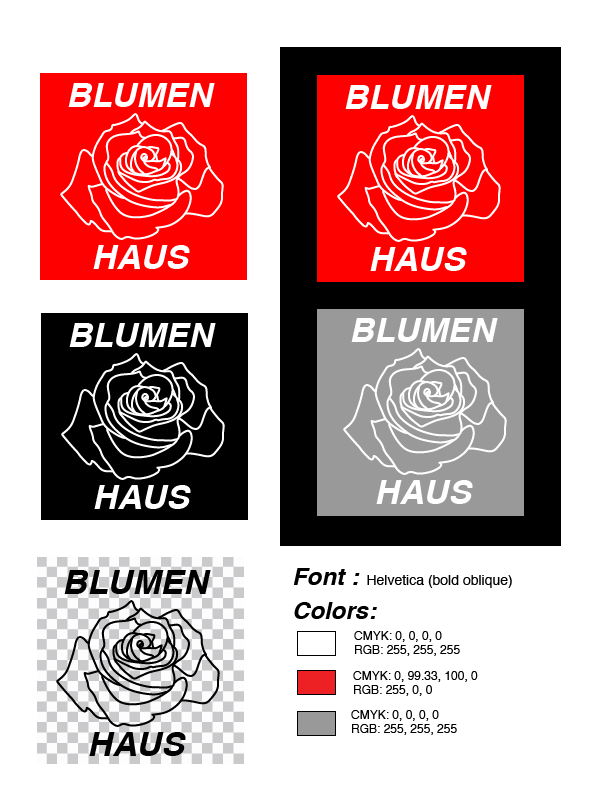 BLUMEN
HAUS
BLUMEN
HAUS
BLUMEN
HAUS
BLUMEN
HAUS
BLUMEN
HAUS
Font : Helvetica (bold oblique)
Colors:
CMYK: 0, 0, 0, 0
RGB: 255, 255, 255
CMYK: 0, 99.33, 100, 0
RGB: 255, 0, 0
CMYK: 0, 0, 0, 0
RGB: 255, 255, 255